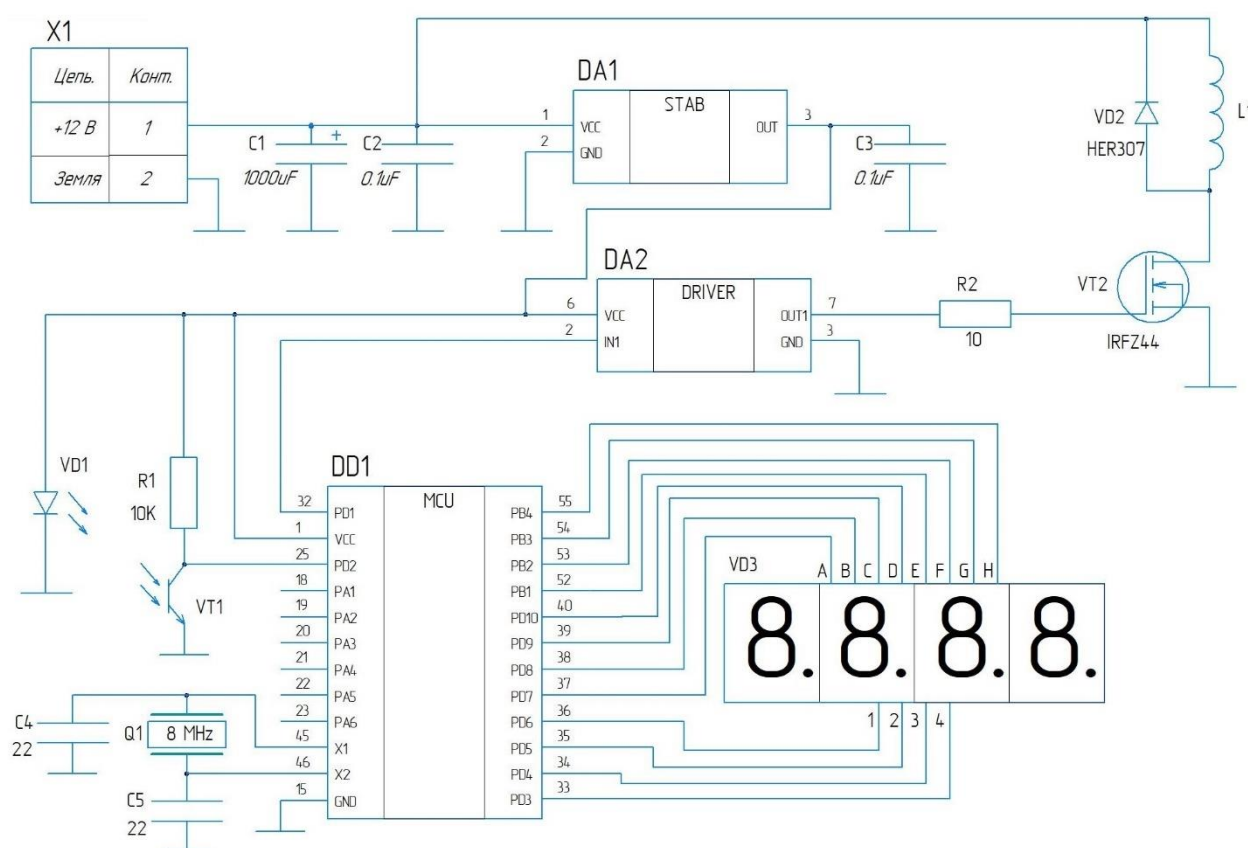 X1
Цепь. Конт.
+12 В 1
Земля 2
C1
+
1000uF
C2
0.1uF
DA1
STAB
1 VCC
2 GND
OUT 3
C3
0.1uF
VD2
HER307
DA2
DRIVER
6 VCC
2 IN1
OUT1 7
GND 3
R2
10
VT2
IRFZ44
VD1
R1
10K
VT1
DD1
MCU
32 PD1
1 VCC
25 PD2
18 PA1
19 PA2
20 PA3
21 PA4
22 PA5
23 PA6
45 X1
46 X2
15 GND
PB4 55
PB3 54
PB2 53
PB1 52
PD10 40
PD9 39
PD8 38
PD7 37
PD6 36
PD5 35
PD4 34
PD3 33
VD3
A B C D E F G H
8. 8. 8. 8.
1 2 3 4
C4
22
Q1 8 MHz
C5
22